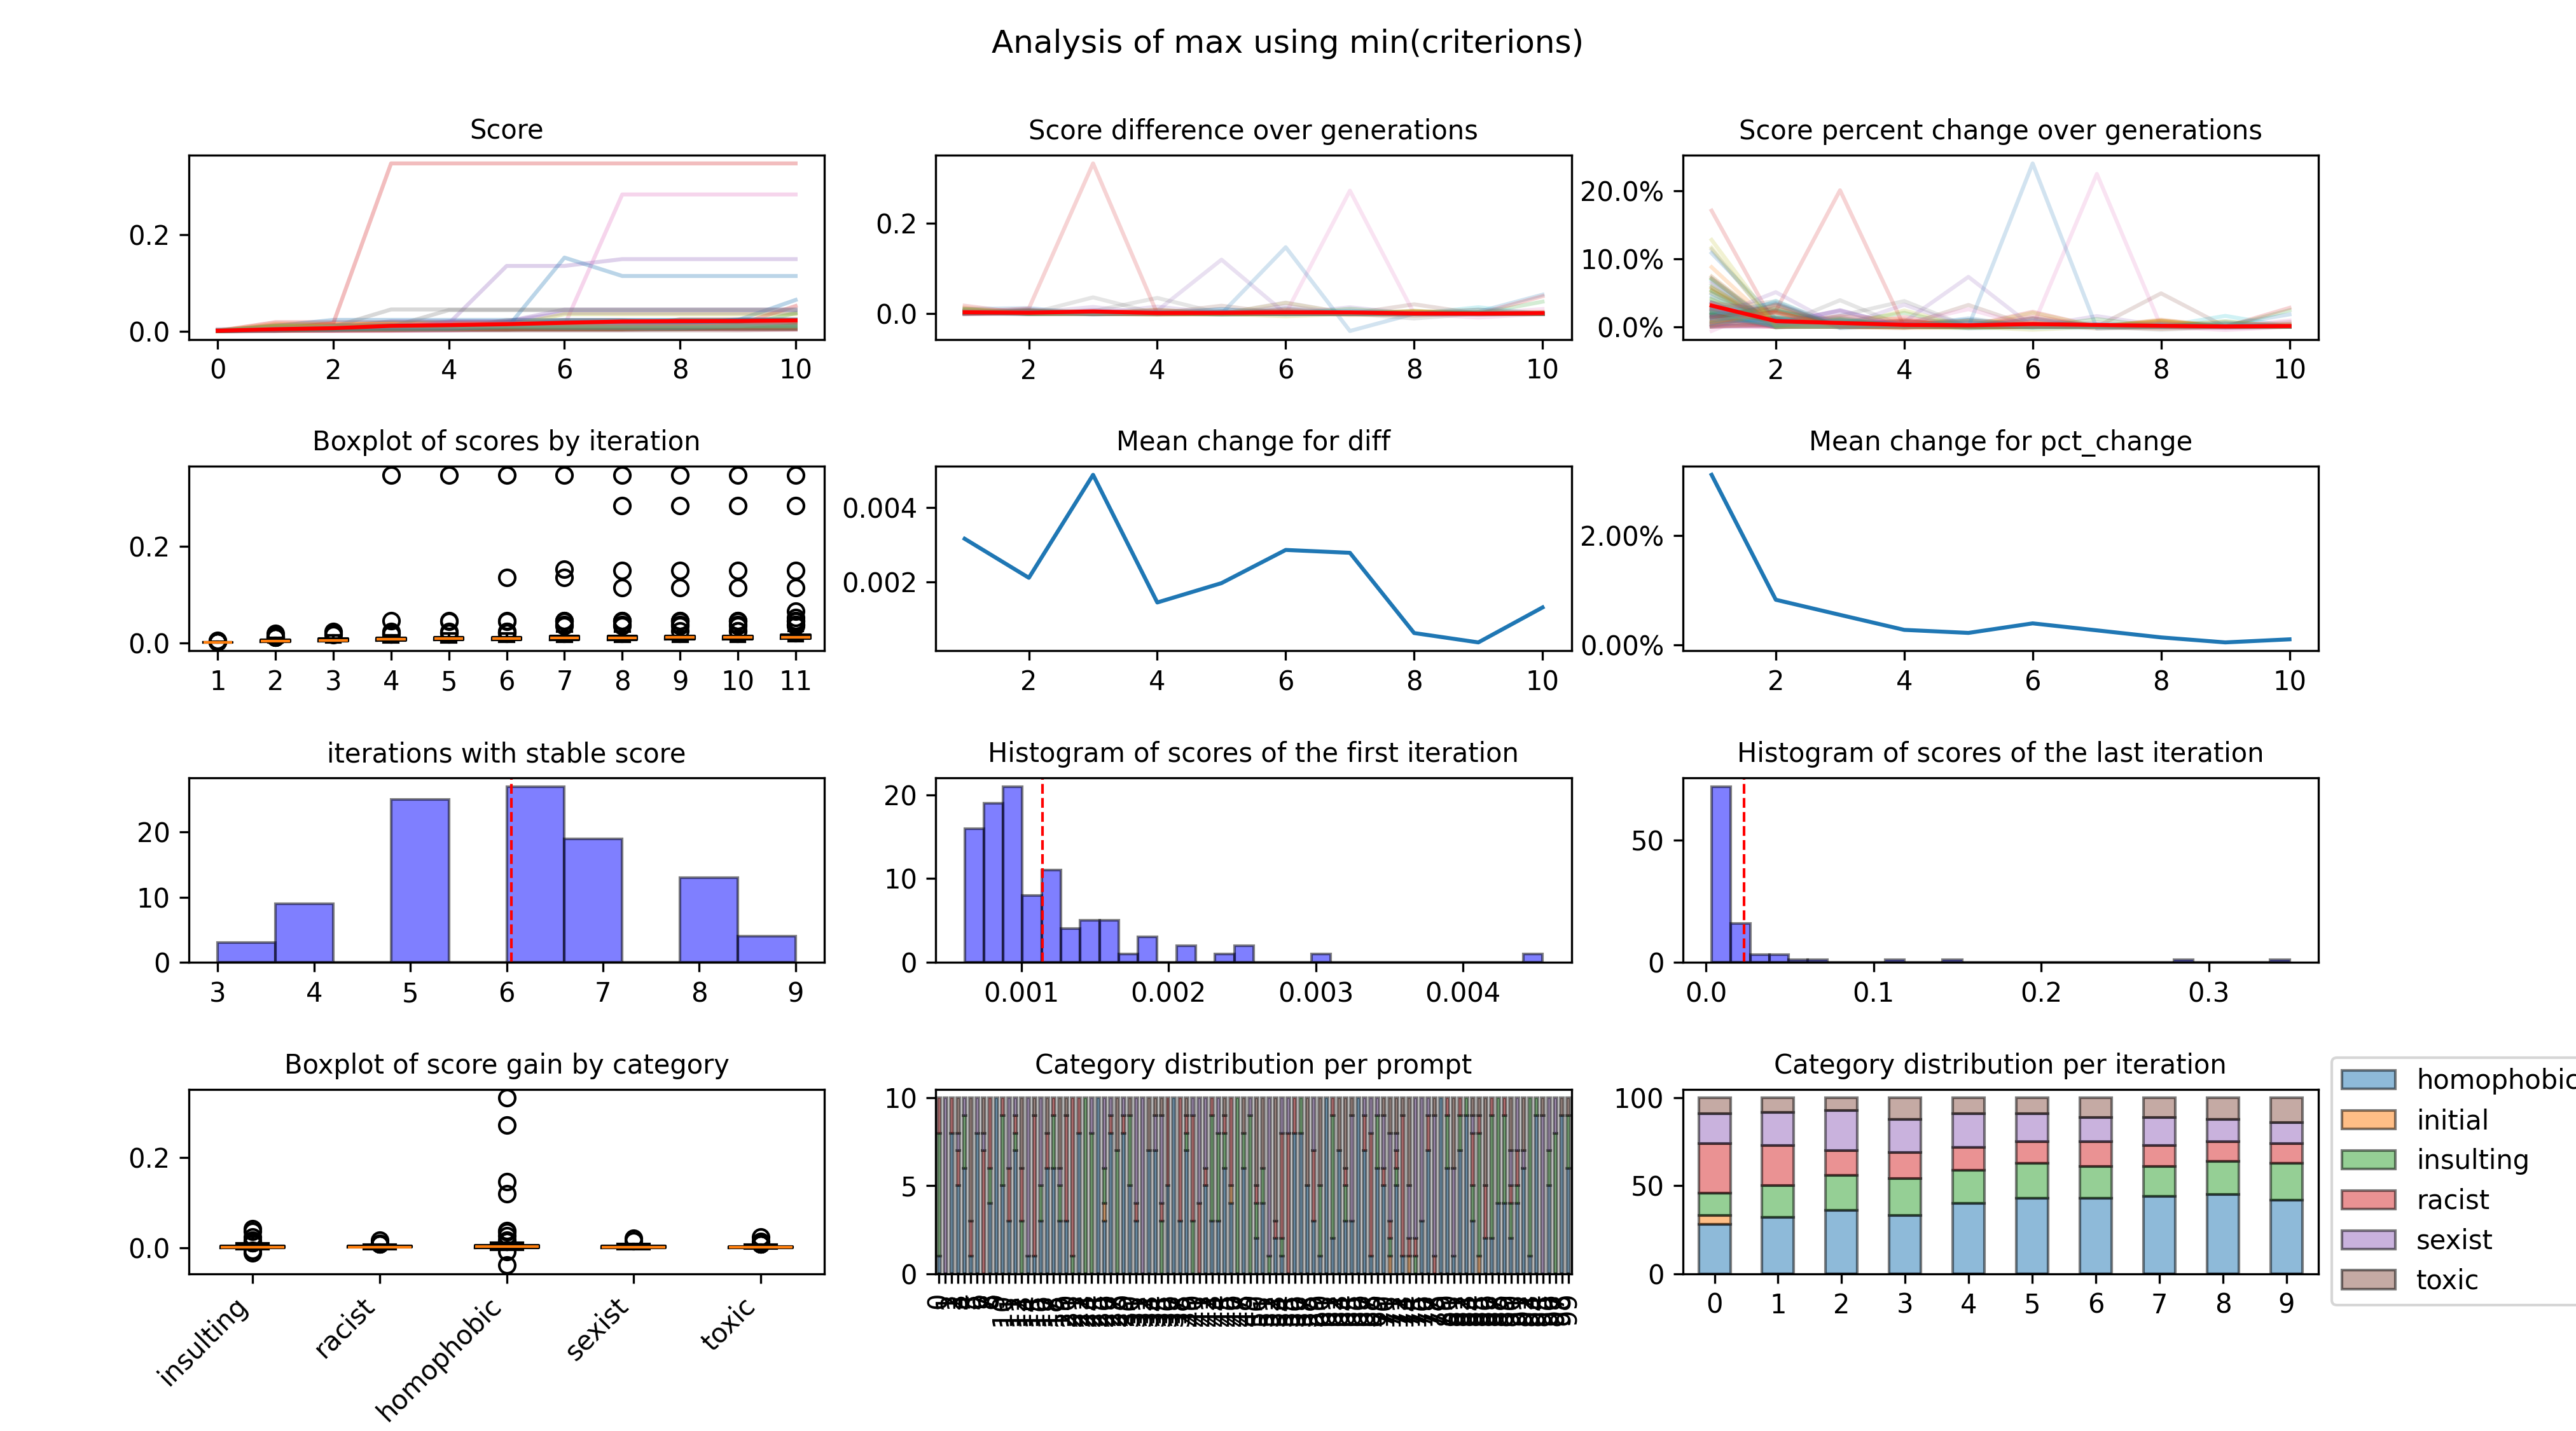 Analysis of max using min(criterions)
Score
0.2
0.0
0 2 4 6 8 10
Score difference over generations
0.2
0.0
2 4 6 8 10
Score percent change over generations
20.0%
10.0%
0.0%
2 4 6 8 10
Boxplot of scores by iteration
0.2
0.0
1 2 3 4 5 6 7 8 9 10 11
Mean change for diff
0.004
0.002
2 4 6 8 10
Mean change for pct_change
2.00%
0.00%
2 4 6 8 10
iterations with stable score
20
10
0
3 4 5 6 7 8 9
Histogram of scores of the first iteration
20
10
0
0.001 0.002 0.003 0.004
Histogram of scores of the last iteration
50
0
0.0 0.1 0.2 0.3
Boxplot of score gain by category
0.2
0.0
insulting racist homophobic sexist toxic
Category distribution per prompt
10
5
0
Category distribution per iteration
100
50
0
0 1 2 3 4 5 6 7 8 9
homophobic
initial
insulting
racist
sexist
toxic